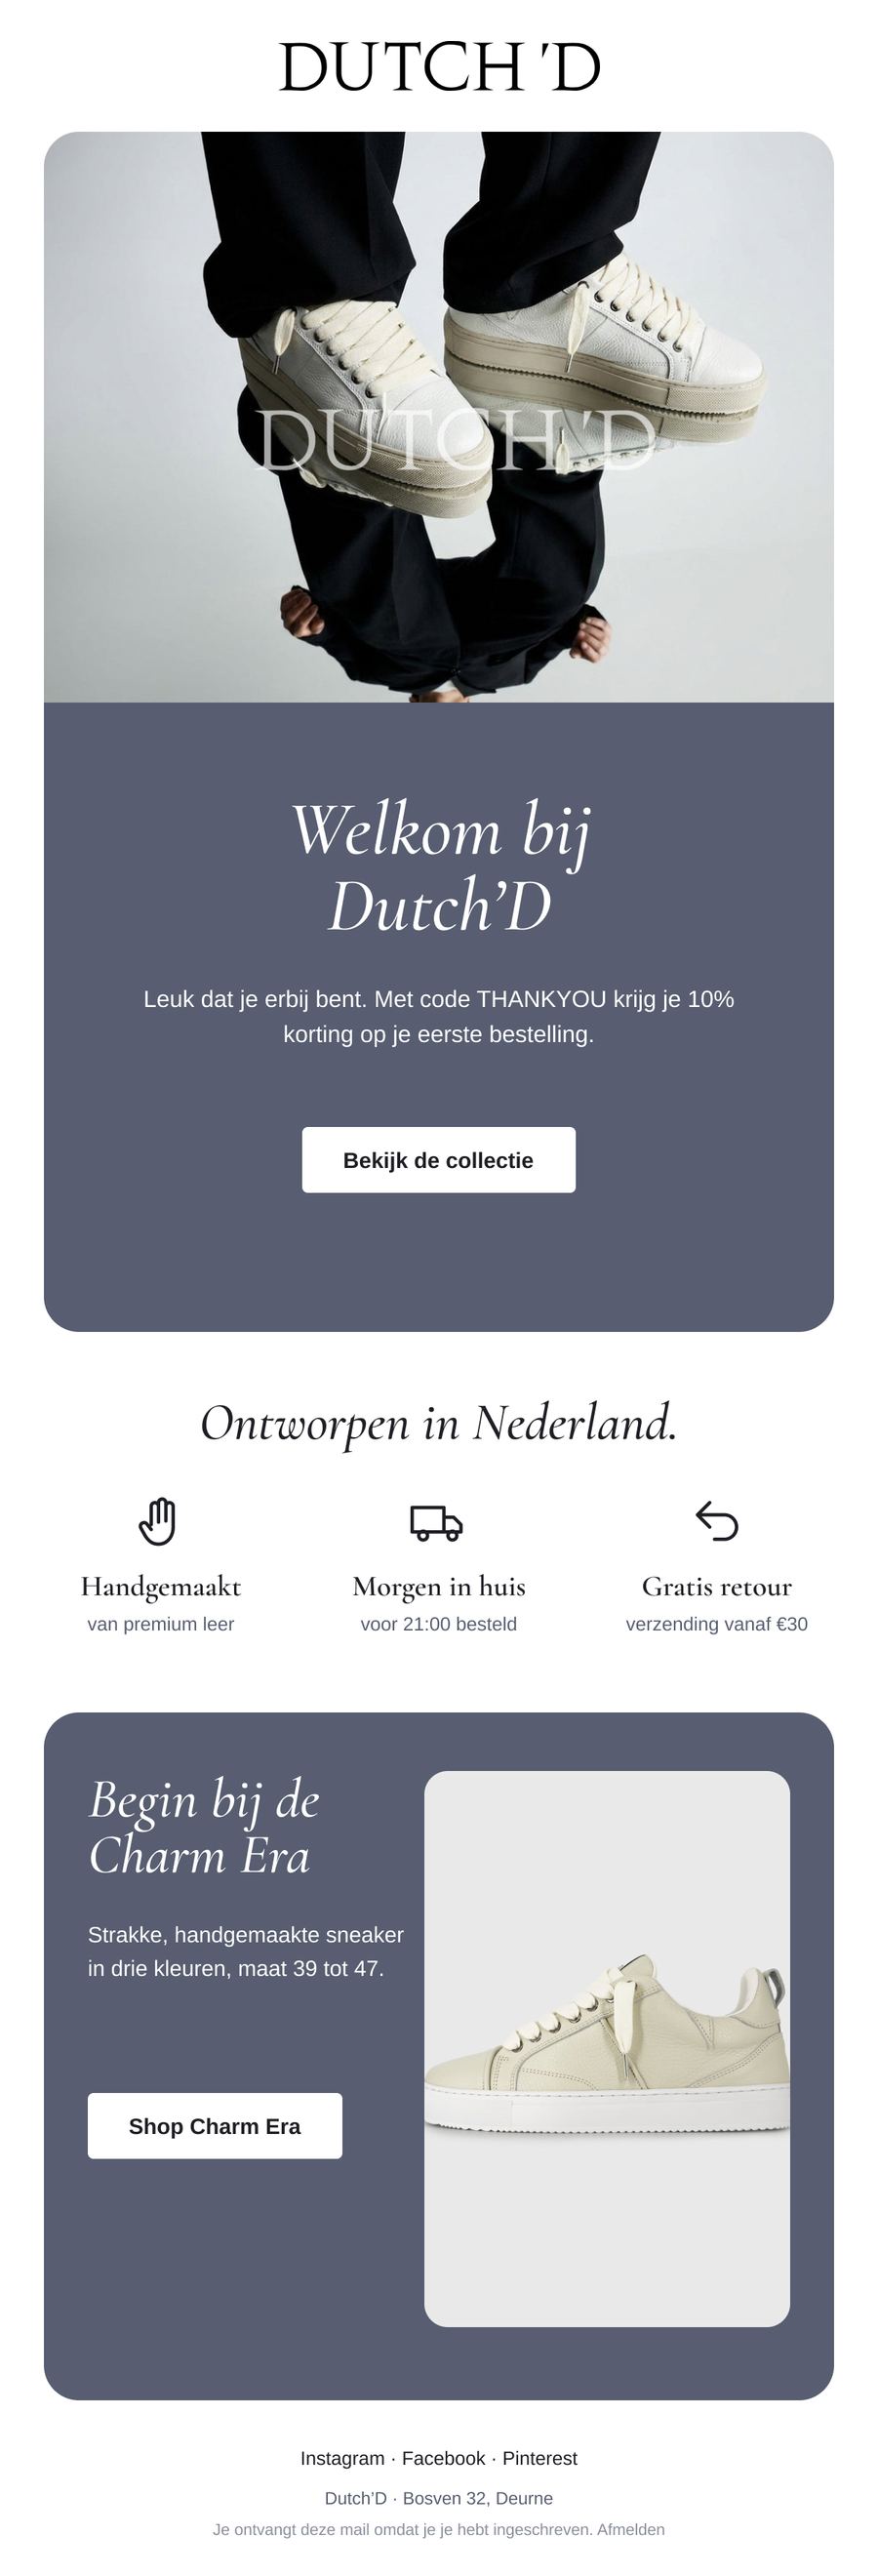 DUTCH 'D
DUTCH 'D
Welkom bij
Dutch’D
Leuk dat je erbij bent. Met code THANKYOU krijg je 10%
korting op je eerste bestelling.
Bekijk de collectie
Ontworpen in Nederland.
Handgemaakt
van premium leer
Morgen in huis
voor 21:00 besteld
Gratis retour
verzending vanaf €30
Begin bij de
Charm Era
Strakke, handgemaakte sneaker
in drie kleuren, maat 39 tot 47.
Shop Charm Era
Instagram · Facebook · Pinterest
Dutch’D · Bosven 32, Deurne
Je ontvangt deze mail omdat je je hebt ingeschreven. Afmelden